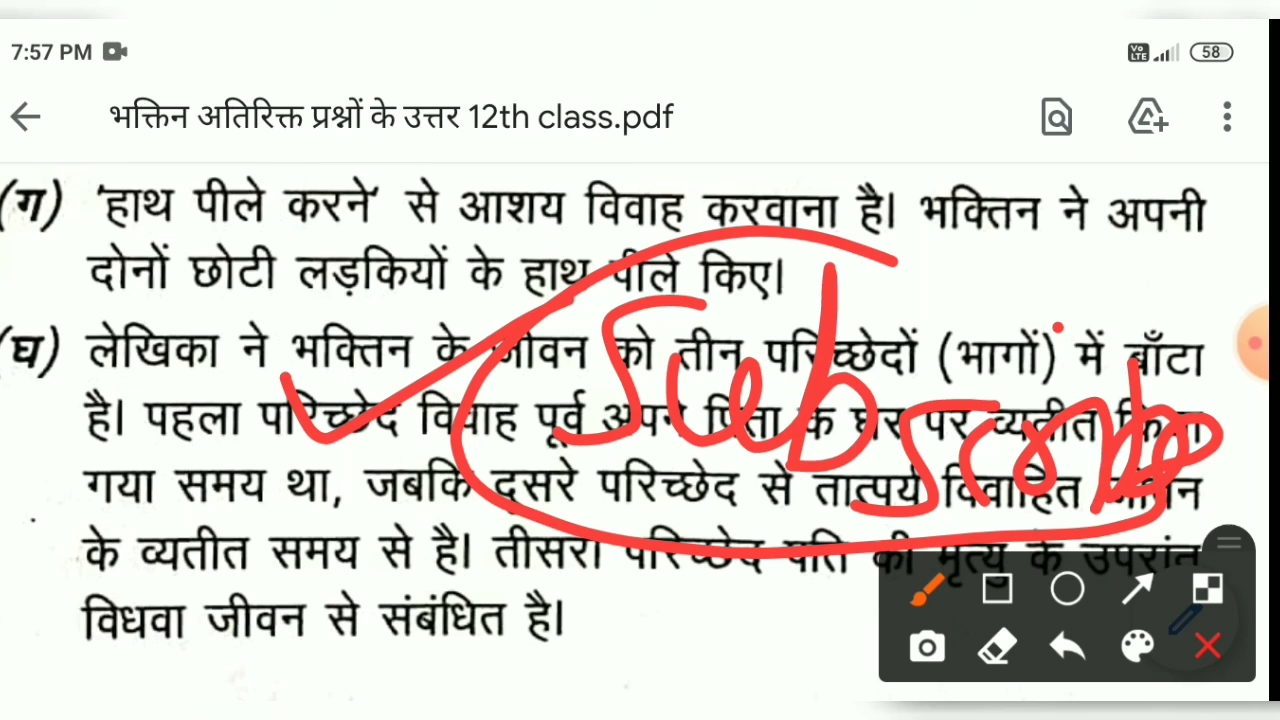 7:57 PM
Vo LTE 58
भक्तिन अतिरिक्त प्रश्नों के उत्तर 12th class.pdf
(ग) 'हाथ पीले करने' से आशय विवाह करवाना है। भक्तिन ने अपनी
दोनों छोटी लड़कियों के हाथ पीले किए।
(घ) लेखिका ने भक्तिन के जीवन को तीन परिच्छेदों (भागों) में बाँटा
है। पहला परिच्छेद विवाह पूर्व अपने पिता के घर पर व्यतीत किया
गया समय था, जबकि दूसरे परिच्छेद से तात्पर्य विवाहित जीवन
के व्यतीत समय से है। तीसरा परिच्छेद पति की मृत्यु के उपरांत
विधवा जीवन से संबंधित है।